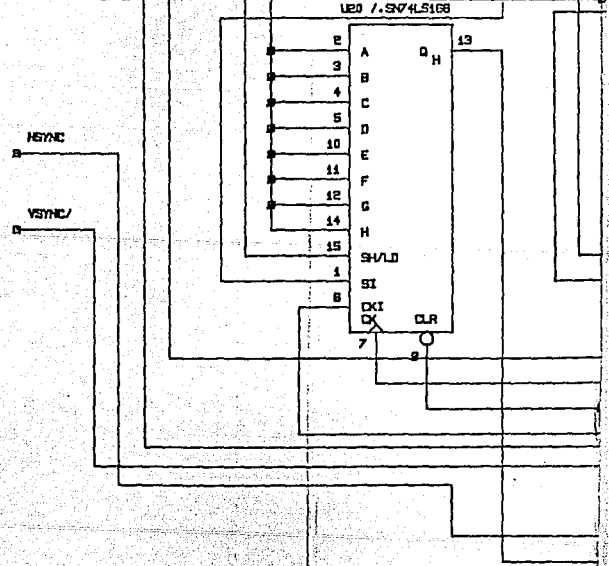 U20 /.SN74LS166
2 A Q H 13
3 B
4 C
5 D
10 E
11 F
12 G
14 H
15 SH/LD
1 SI
6 CKI
CK CLR
7 9
HSYNC
VSYNC/